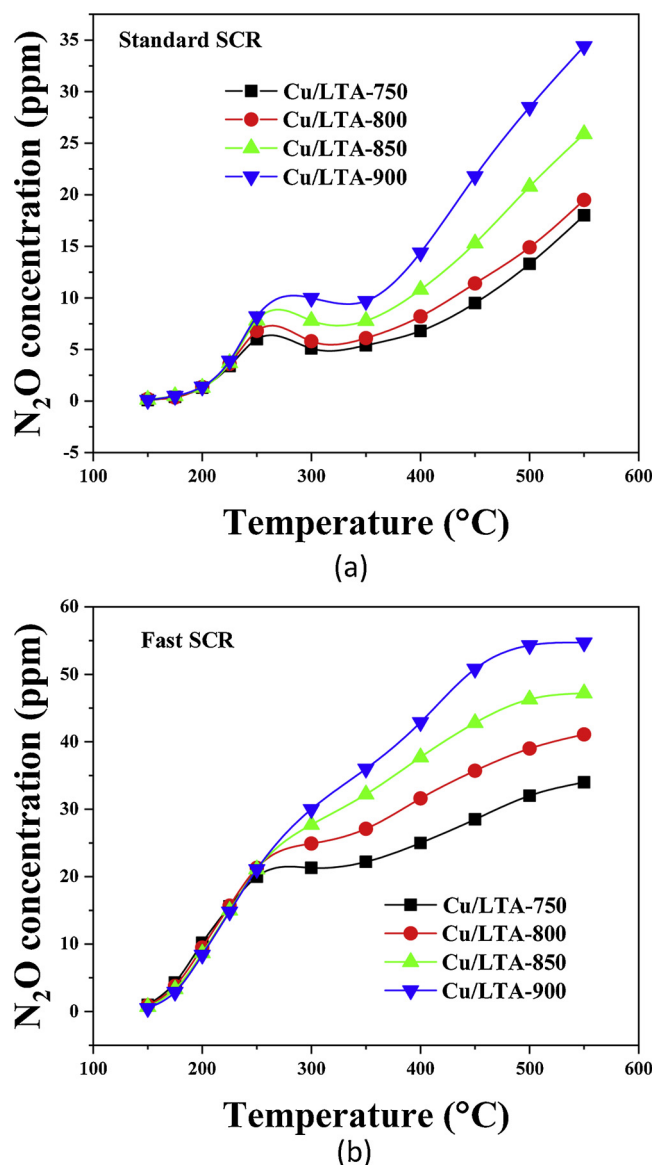 35
30
25
20
15
10
5
0
-5
N₂O concentration (ppm)
Standard SCR
Cu/LTA-750
Cu/LTA-800
Cu/LTA-850
Cu/LTA-900
100 200 300 400 500 600
Temperature (°C)
(a)
60
50
40
30
20
10
0
N₂O concentration (ppm)
Fast SCR
Cu/LTA-750
Cu/LTA-800
Cu/LTA-850
Cu/LTA-900
100 200 300 400 500 600
Temperature (°C)
(b)